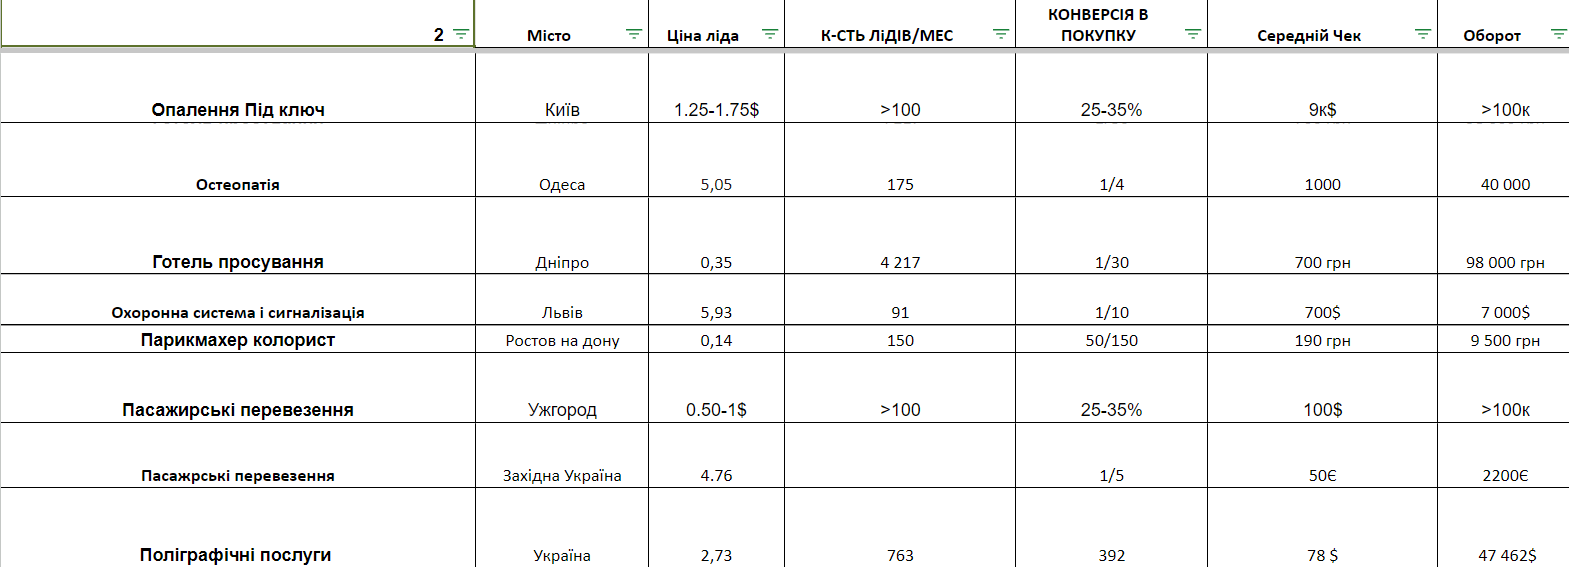 2 Місто Ціна ліда К-СТЬ ЛіДІВ/МЕС КОНВЕРСІЯ В ПОКУПКУ Середній Чек Оборот
Опалення Під ключ Київ 1.25-1.75$ >100 25-35% 9к$ >100к
Остеопатія Одеса 5,05 175 1/4 1000 40 000
Готель просування Дніпро 0,35 4 217 1/30 700 грн 98 000 грн
Охоронна система і сигналізація Львів 5,93 91 1/10 700$ 7 000$
Парикмахер колорист Ростов на дону 0,14 150 50/150 190 грн 9 500 грн
Пасажирські перевезення Ужгород 0.50-1$ >100 25-35% 100$ >100к
Пасажрські перевезення Західна Україна 4.76 1/5 50Є 2200Є
Поліграфічні послуги Україна 2,73 763 392 78 $ 47 462$